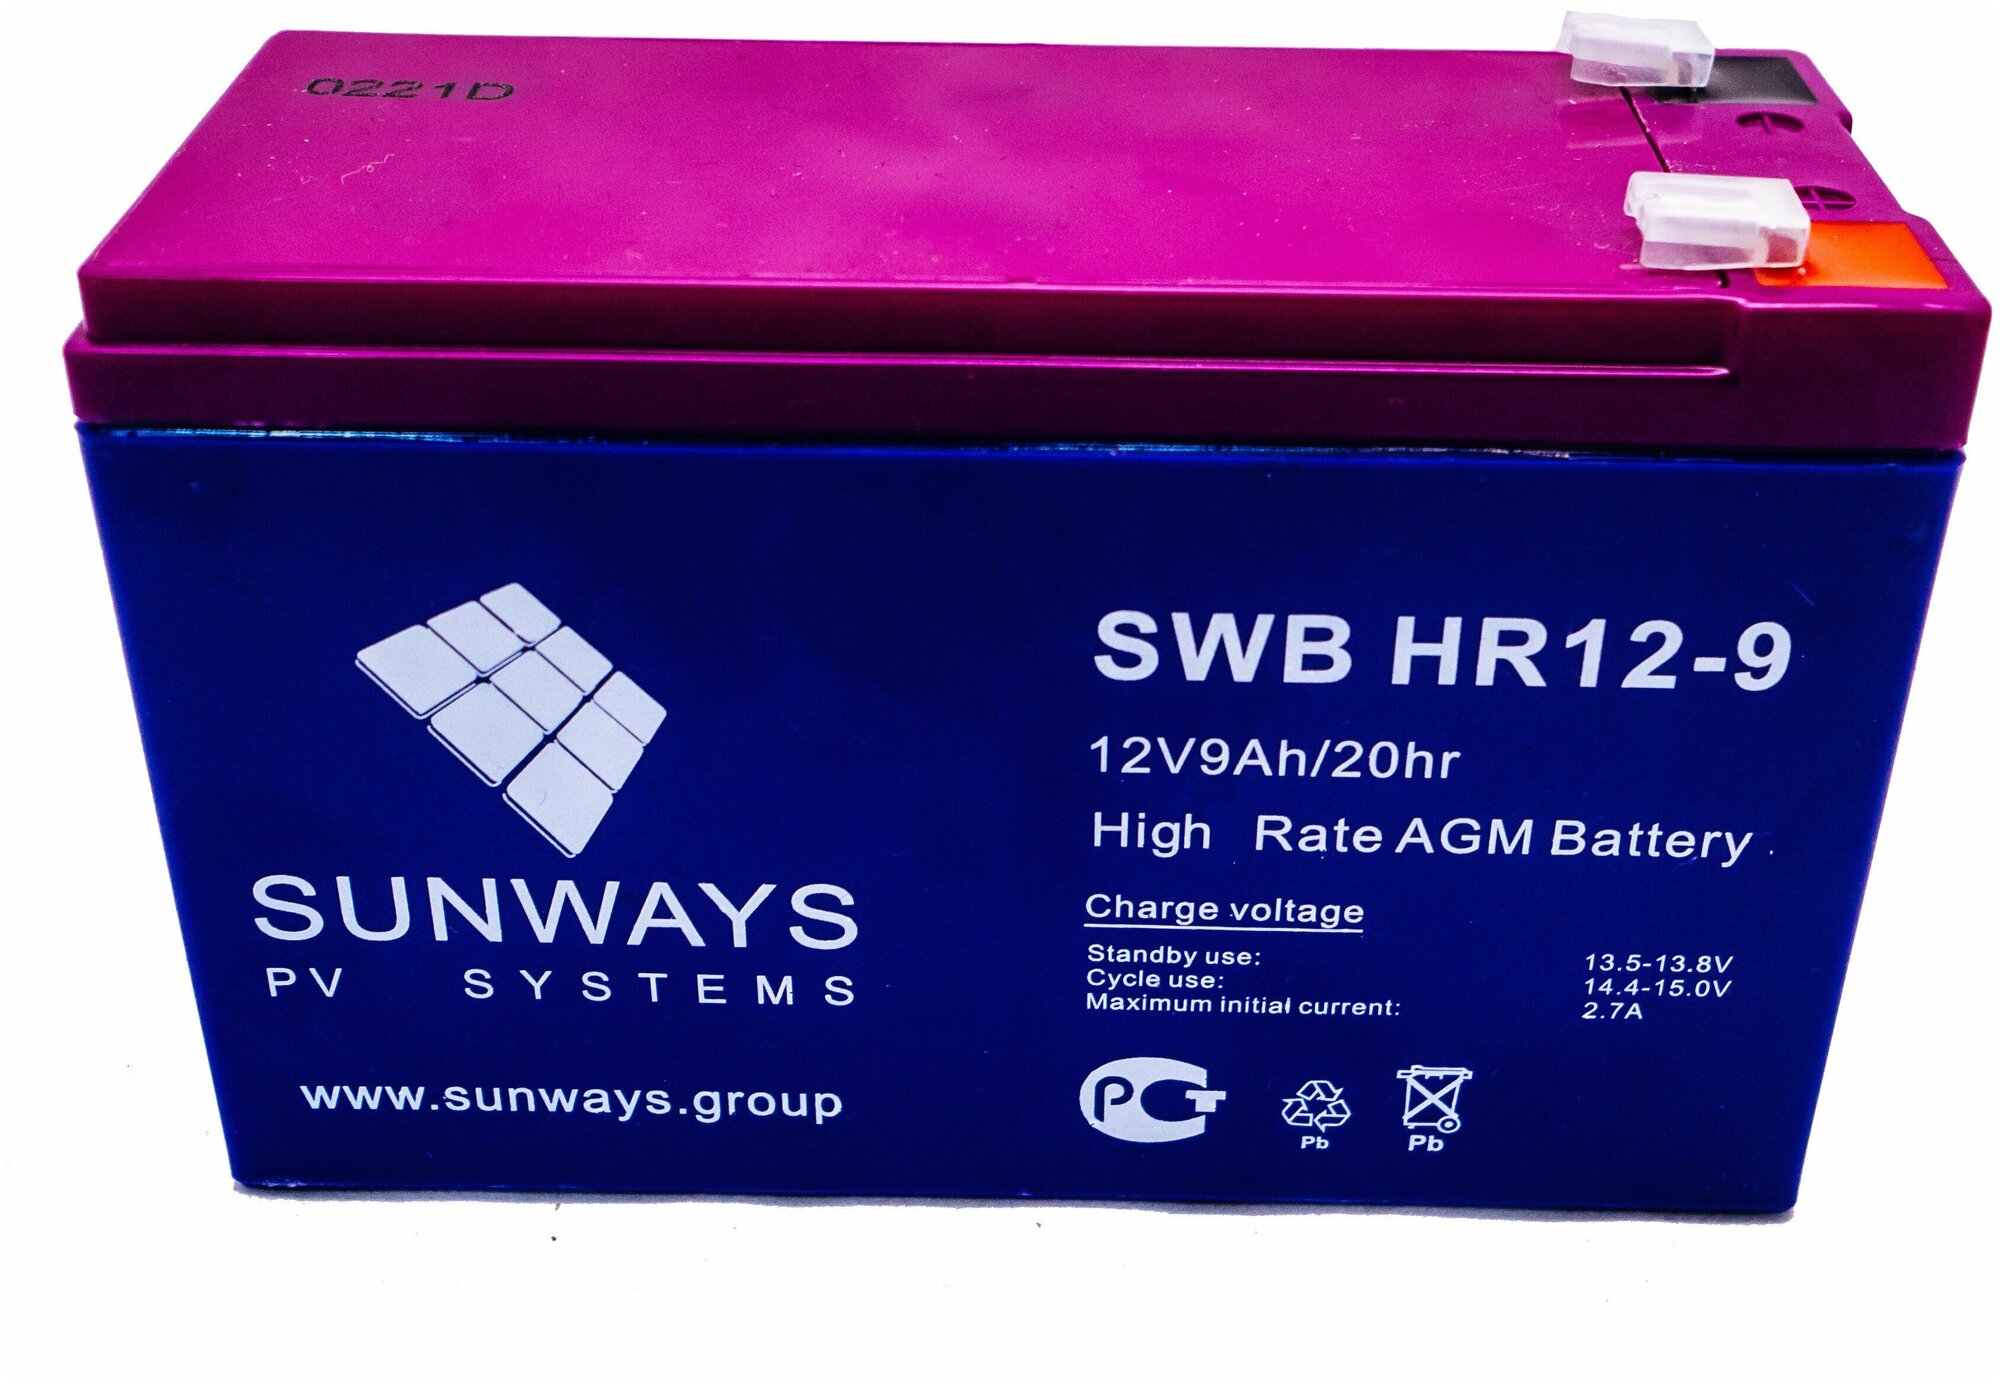 0221D
SUNWAYS
PV SYSTEMS
www.sunways.group
SWB HR12-9
12V9Ah/20hr
High Rate AGM Battery
Charge voltage
Standby use: 13.5-13.8V
Cycle use: 14.4-15.0V
Maximum initial current: 2.7A
РСТ
Pb
Pb